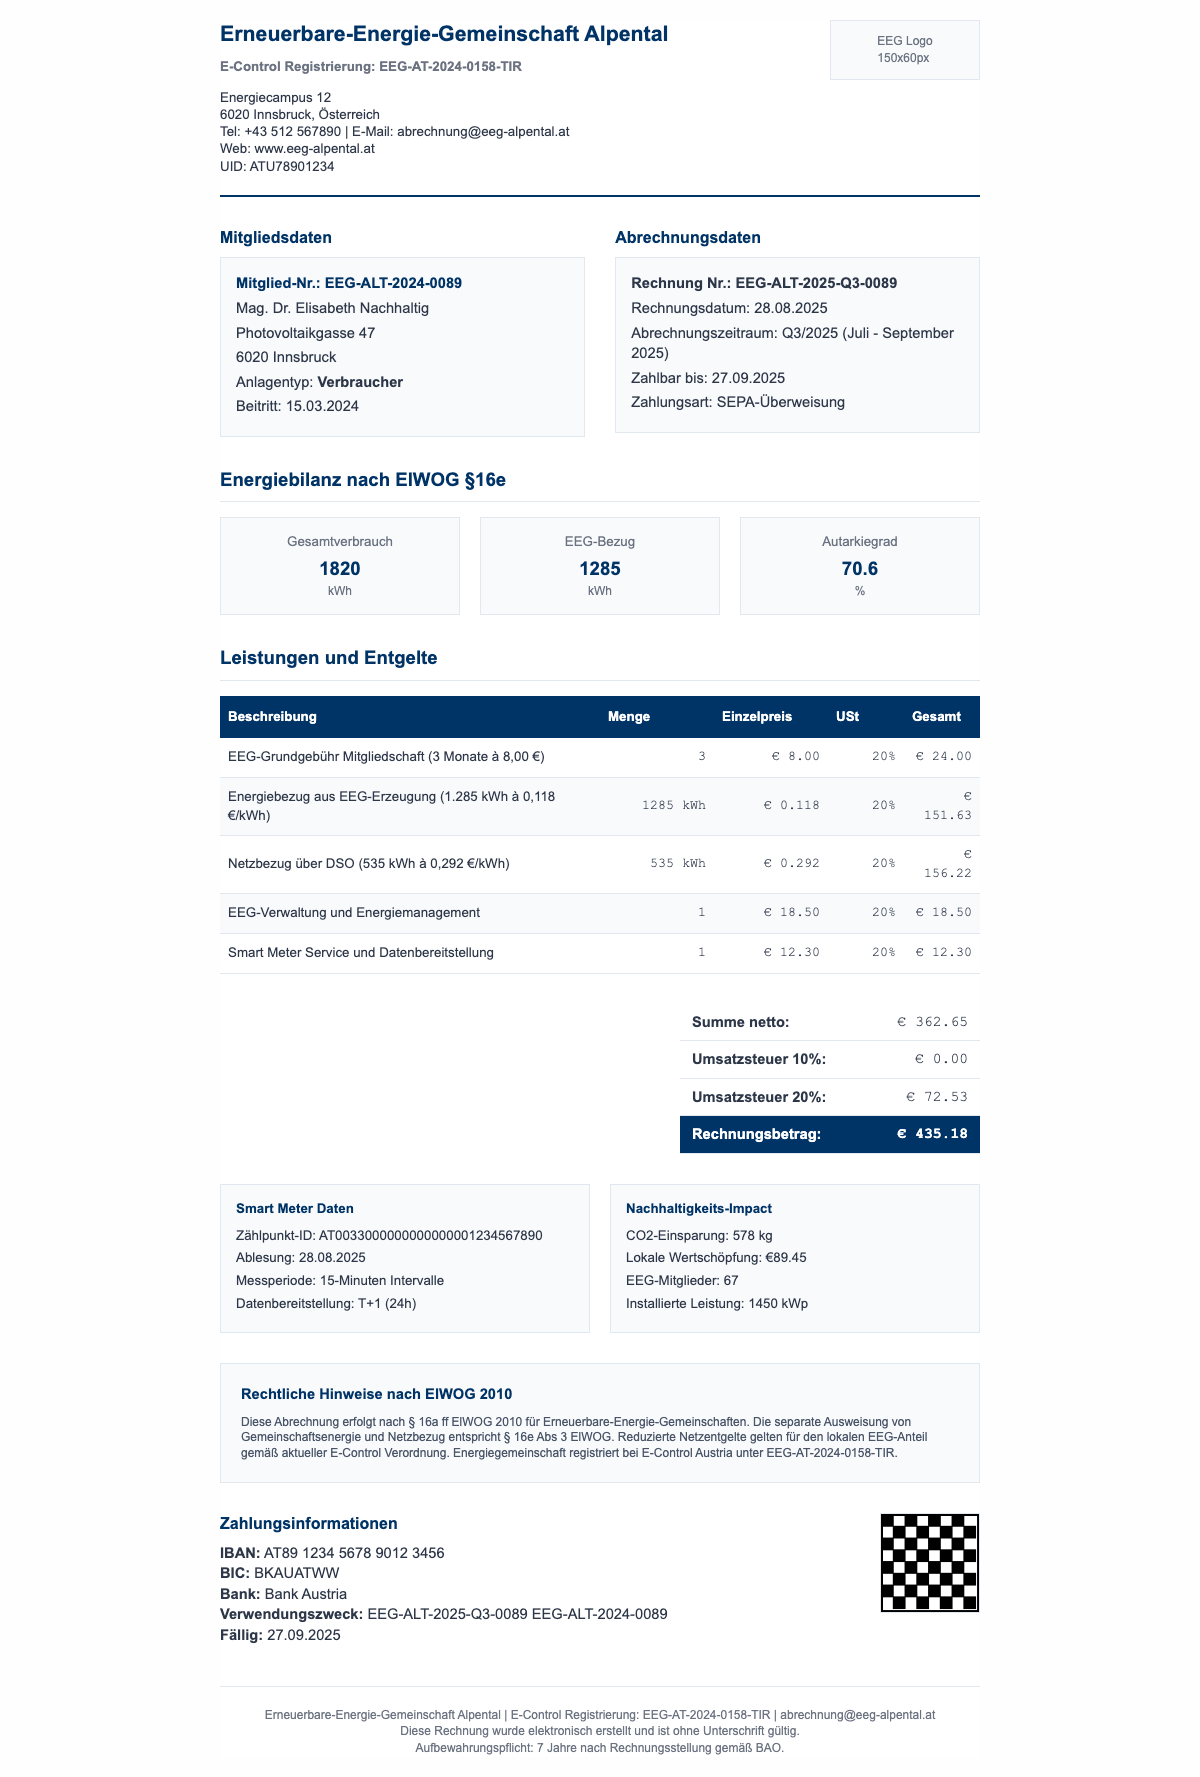 Erneuerbare-Energie-Gemeinschaft Alpental
E-Control Registrierung: EEG-AT-2024-0158-TIR
Energiecampus 12
6020 Innsbruck, Österreich
Tel: +43 512 567890 | E-Mail: abrechnung@eeg-alpental.at
Web: www.eeg-alpental.at
UID: ATU78901234
EEG Logo
150x60px
Mitgliedsdaten
Mitglied-Nr.: EEG-ALT-2024-0089
Mag. Dr. Elisabeth Nachhaltig
Photovoltaikgasse 47
6020 Innsbruck
Anlagentyp: Verbraucher
Beitritt: 15.03.2024
Abrechnungsdaten
Rechnung Nr.: EEG-ALT-2025-Q3-0089
Rechnungsdatum: 28.08.2025
Abrechnungszeitraum: Q3/2025 (Juli - September
2025)
Zahlbar bis: 27.09.2025
Zahlungsart: SEPA-Überweisung
Energiebilanz nach ElWOG §16e
Gesamtverbrauch
1820
kWh
EEG-Bezug
1285
kWh
Autarkiegrad
70.6
%
Leistungen und Entgelte
Beschreibung Menge Einzelpreis USt Gesamt
EEG-Grundgebühr Mitgliedschaft (3 Monate à 8,00 €) 3 € 8.00 20% € 24.00
Energiebezug aus EEG-Erzeugung (1.285 kWh à 0,118
€/kWh) 1285 kWh € 0.118 20% €
151.63
Netzbezug über DSO (535 kWh à 0,292 €/kWh) 535 kWh € 0.292 20% €
156.22
EEG-Verwaltung und Energiemanagement 1 € 18.50 20% € 18.50
Smart Meter Service und Datenbereitstellung 1 € 12.30 20% € 12.30
Summe netto: € 362.65
Umsatzsteuer 10%: € 0.00
Umsatzsteuer 20%: € 72.53
Rechnungsbetrag: € 435.18
Smart Meter Daten
Zählpunkt-ID: AT0033000000000000001234567890
Ablesung: 28.08.2025
Messperiode: 15-Minuten Intervalle
Datenbereitstellung: T+1 (24h)
Nachhaltigkeits-Impact
CO2-Einsparung: 578 kg
Lokale Wertschöpfung: €89.45
EEG-Mitglieder: 67
Installierte Leistung: 1450 kWp
Rechtliche Hinweise nach ElWOG 2010
Diese Abrechnung erfolgt nach § 16a ff ElWOG 2010 für Erneuerbare-Energie-Gemeinschaften. Die separate Ausweisung von
Gemeinschaftsenergie und Netzbezug entspricht § 16e Abs 3 ElWOG. Reduzierte Netzentgelte gelten für den lokalen EEG-Anteil
gemäß aktueller E-Control Verordnung. Energiegemeinschaft registriert bei E-Control Austria unter EEG-AT-2024-0158-TIR.
Zahlungsinformationen
IBAN: AT89 1234 5678 9012 3456
BIC: BKAUATWW
Bank: Bank Austria
Verwendungszweck: EEG-ALT-2025-Q3-0089 EEG-ALT-2024-0089
Fällig: 27.09.2025
Erneuerbare-Energie-Gemeinschaft Alpental | E-Control Registrierung: EEG-AT-2024-0158-TIR | abrechnung@eeg-alpental.at
Diese Rechnung wurde elektronisch erstellt und ist ohne Unterschrift gültig.
Aufbewahrungspflicht: 7 Jahre nach Rechnungsstellung gemäß BAO.